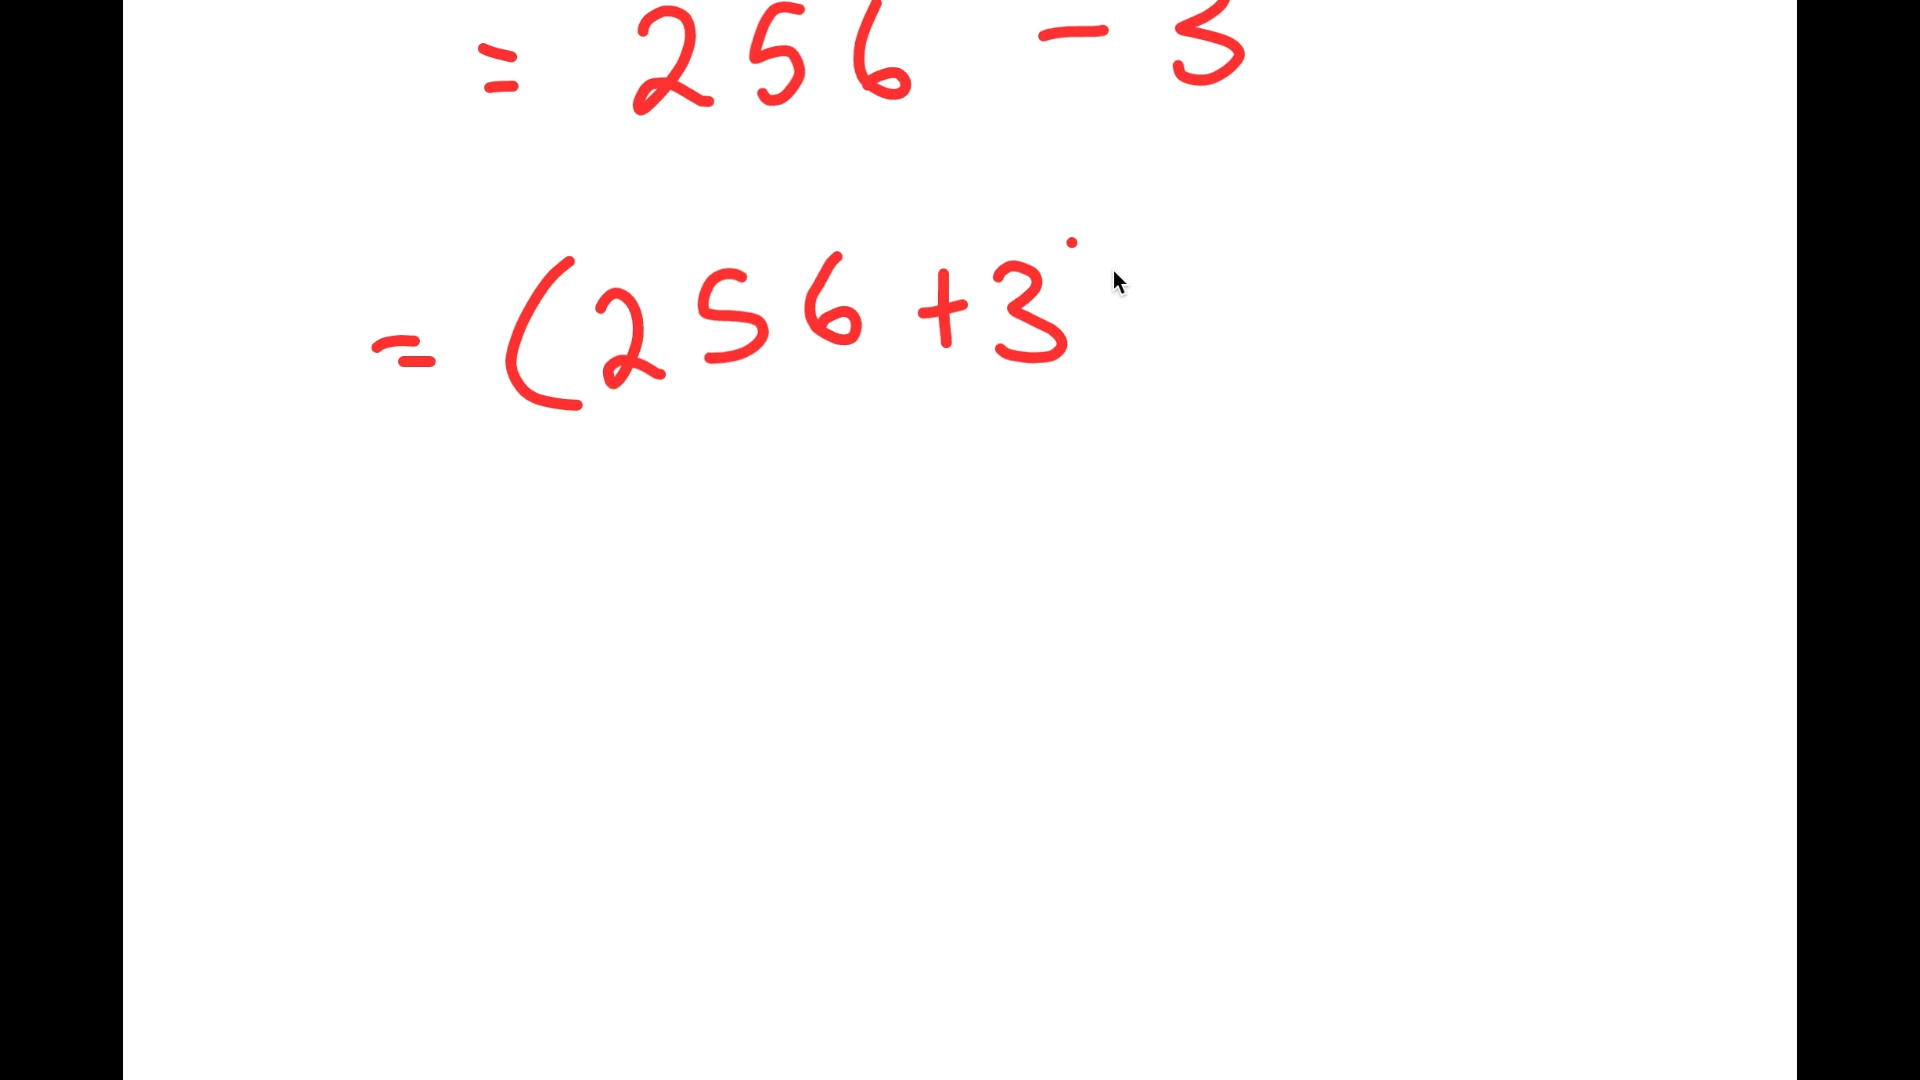 = 256 - 3
= (256+3